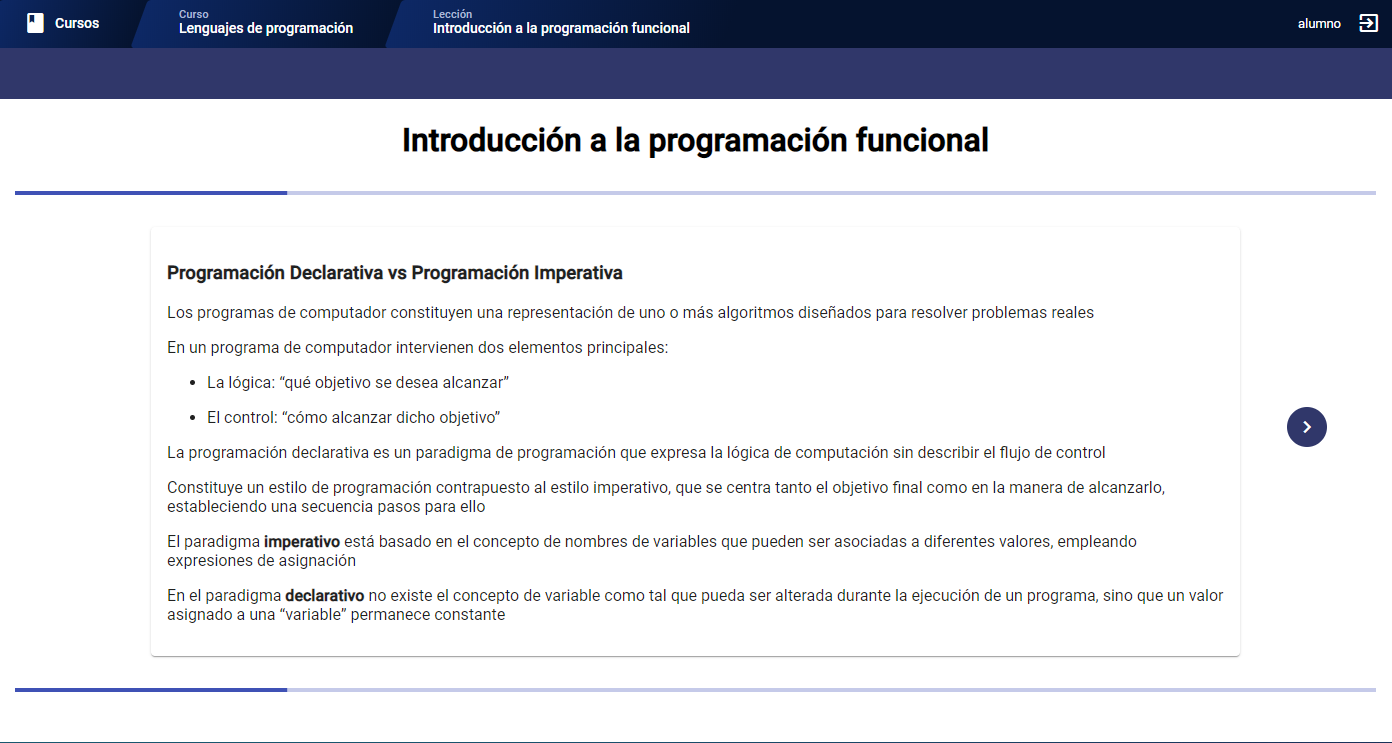 Cursos
Curso
Lenguajes de programación
Lección
Introducción a la programación funcional
alumno
Introducción a la programación funcional
Programación Declarativa vs Programación Imperativa
Los programas de computador constituyen una representación de uno o más algoritmos diseñados para resolver problemas reales
En un programa de computador intervienen dos elementos principales:
• La lógica: “qué objetivo se desea alcanzar”
• El control: “cómo alcanzar dicho objetivo”
La programación declarativa es un paradigma de programación que expresa la lógica de computación sin describir el flujo de control
Constituye un estilo de programación contrapuesto al estilo imperativo, que se centra tanto el objetivo final como en la manera de alcanzarlo,
estableciendo una secuencia pasos para ello
El paradigma imperativo está basado en el concepto de nombres de variables que pueden ser asociadas a diferentes valores, empleando
expresiones de asignación
En el paradigma declarativo no existe el concepto de variable como tal que pueda ser alterada durante la ejecución de un programa, sino que un valor
asignado a una “variable” permanece constante